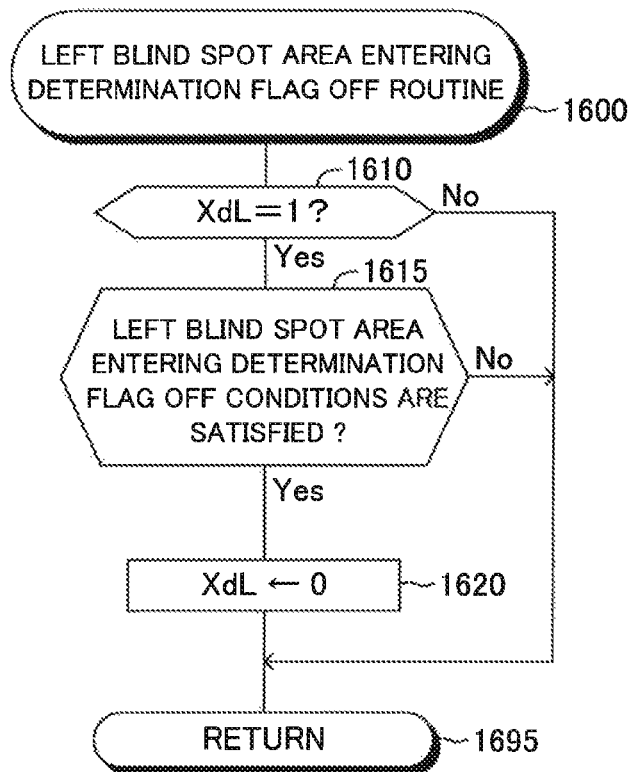 LEFT BLIND SPOT AREA ENTERING
DETERMINATION FLAG OFF ROUTINE
1600
1610
XdL=1?
No
Yes
1615
LEFT BLIND SPOT AREA
ENTERING DETERMINATION
FLAG OFF CONDITIONS ARE
SATISFIED ?
No
Yes
XdL ← 0
1620
RETURN
1695